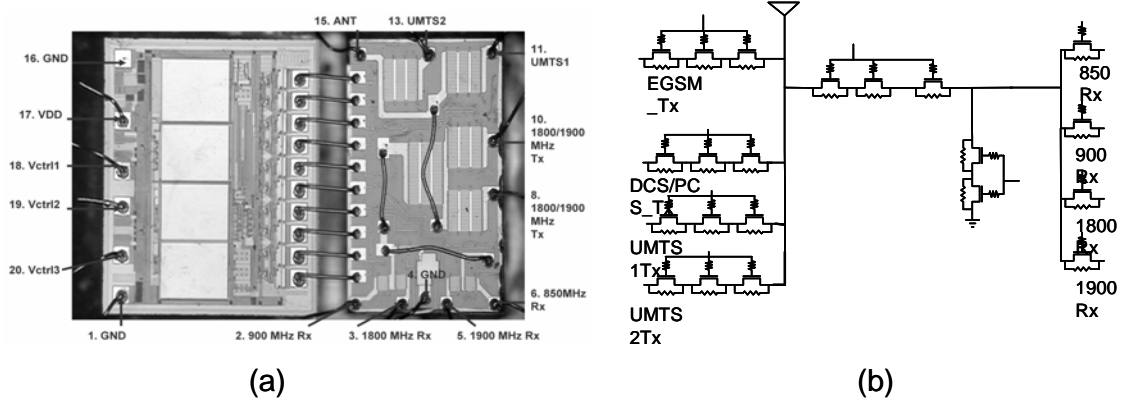 15. ANT
13. UMTS2
16. GND
11.
UMTS1
17. VDD
10.
1800/1900
MHz
Tx
18. Vctrl1
8.
1800/1900
MHz
Tx
19. Vctrl2
20. Vctrl3
4. GND
6. 850MHz
Rx
1. GND
2. 900 MHz Rx
3. 1800 MHz Rx
5. 1900 MHz Rx
(a)
EGSM
_Tx
DCS/PC
S_T
UMTS
1Tx
UMTS
2Tx
850
Rx
900
Rx
1800
Rx
1900
Rx
(b)